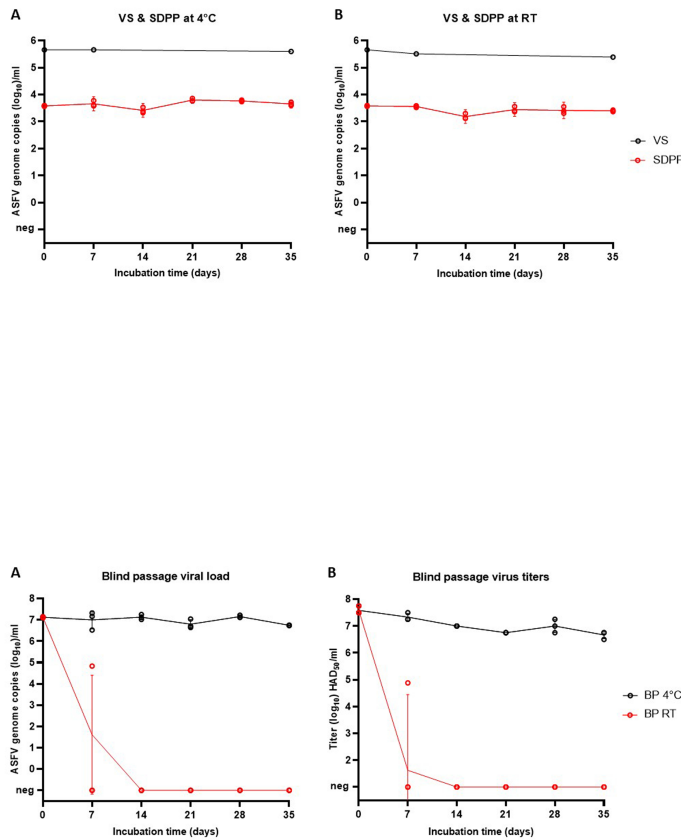 A
VS & SDPP at 4°C
ASFV genome copies (log₁₀)/ml
6
5
4
3
2
1
0
neg
0 7 14 21 28 35
Incubation time (days)
B
VS & SDPP at RT
ASFV genome copies (log₁₀)/ml
6
5
4
3
2
1
0
neg
0 7 14 21 28 35
Incubation time (days)
VS
SDPP
A
Blind passage viral load
ASFV genome copies (log₁₀)/ml
8
7
6
5
4
3
2
1
0
neg
0 7 14 21 28 35
Incubation time (days)
B
Blind passage virus titers
Titer (log₁₀) HAD₅₀/ml
8
7
6
5
4
3
2
neg
0 7 14 21 28 35
Incubation time (days)
BP 4°C
BP RT